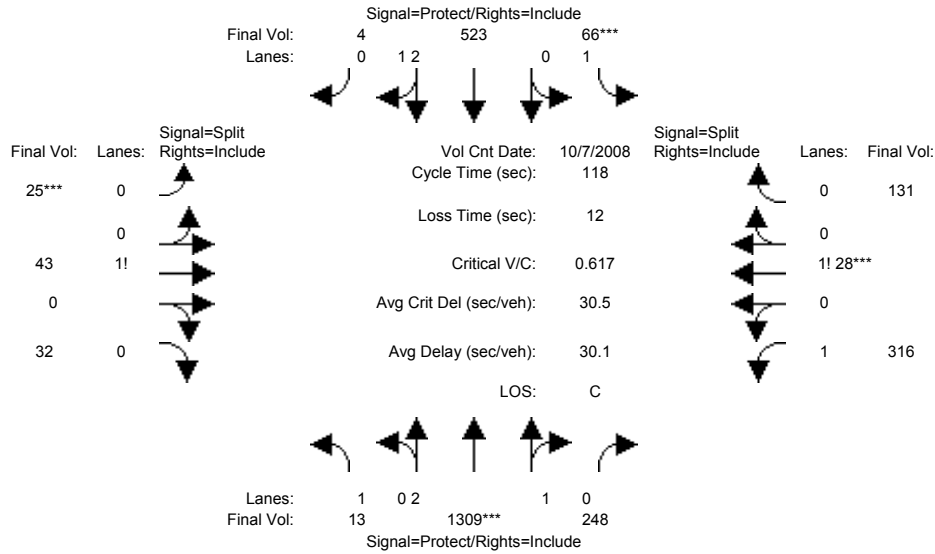 Signal=Protect/Rights=Include
Final Vol: 4 523 66***
Lanes: 0 1 2 0 1
Signal=Split Signal=Split
Final Vol: Lanes: Rights=Include Vol Cnt Date: 10/7/2008 Rights=Include Lanes: Final Vol:
Cycle Time (sec): 118
25*** 0 0 131
Loss Time (sec): 12
0 0
43 1! Critical V/C: 0.617 1! 28***
0 0 Avg Crit Del (sec/veh): 30.5 0
32 0 Avg Delay (sec/veh): 30.1 1 316
LOS: C
Lanes: 1 0 2 1 0
Final Vol: 13 1309*** 248
Signal=Protect/Rights=Include